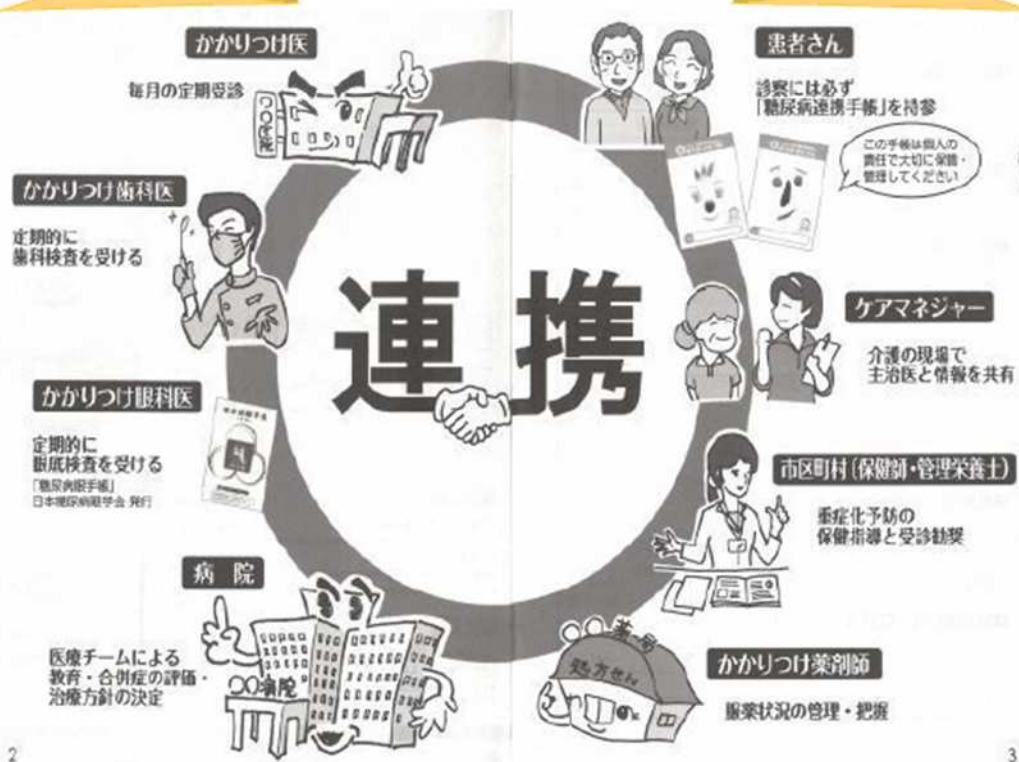 かかりつけ医
毎月の定期受診
○○医院
患者さん
診察には必ず
「糖尿病連携手帳」を持参
この手帳は個人の
責任で大切に保管・
管理してください
かかりつけ歯科医
定期的に
歯科検査を受ける
連携
ケアマネジャー
介護の現場で
主治医と情報を共有
かかりつけ眼科医
定期的に
眼底検査を受ける
「糖尿病眼手帳」
日本糖尿病眼学会 発行
市区町村(保健師・管理栄養士)
重症化予防の
保健指導と受診勧奨
病院
医療チームによる
教育・合併症の評価・
治療方針の決定
○○病院
○○薬局
処方せん
かかりつけ薬剤師
服薬状況の管理・把握
2
3